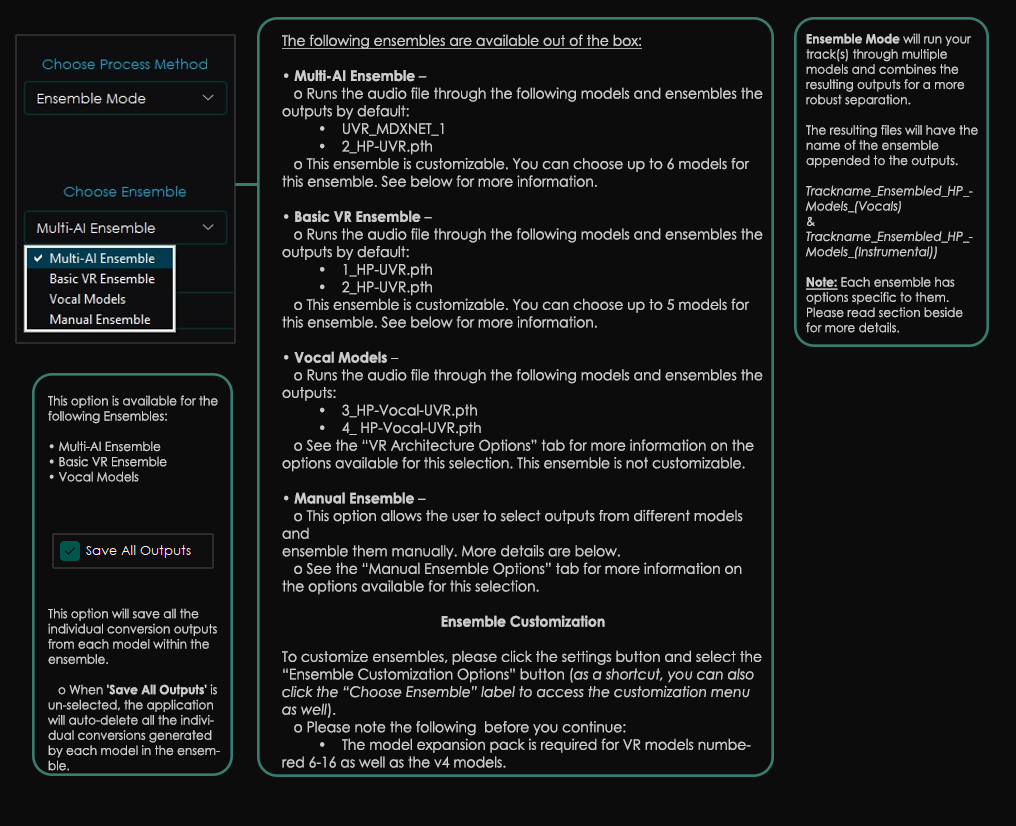 Choose Process Method
Ensemble Mode
Choose Ensemble
Multi-AI Ensemble
Multi-AI Ensemble
Basic VR Ensemble
Vocal Models
Manual Ensemble
This option is available for the
following Ensembles:
• Multi-AI Ensemble
• Basic VR Ensemble
• Vocal Models
Save All Outputs
This option will save all the
individual conversion outputs
from each model within the
ensemble.
o When 'Save All Outputs' is
un-selected, the application
will auto-delete all the indivi-
dual conversions generated
by each model in the ensem-
ble.
The following ensembles are available out of the box:
• Multi-AI Ensemble –
o Runs the audio file through the following models and ensembles the
outputs by default:
• UVR_MDXNET_1
• 2_HP-UVR.pth
o This ensemble is customizable. You can choose up to 6 models for
this ensemble. See below for more information.
• Basic VR Ensemble –
o Runs the audio file through the following models and ensembles the
outputs by default:
• 1_HP-UVR.pth
• 2_HP-UVR.pth
o This ensemble is customizable. You can choose up to 5 models for
this ensemble. See below for more information.
• Vocal Models –
o Runs the audio file through the following models and ensembles the
outputs:
• 3_HP-Vocal-UVR.pth
• 4_ HP-Vocal-UVR.pth
o See the “VR Architecture Options” tab for more information on the
options available for this selection. This ensemble is not customizable.
• Manual Ensemble –
o This option allows the user to select outputs from different models
and
ensemble them manually. More details are below.
o See the “Manual Ensemble Options” tab for more information on
the options available for this selection.
Ensemble Customization
To customize ensembles, please click the settings button and select the
“Ensemble Customization Options” button (as a shortcut, you can also
click the “Choose Ensemble” label to access the customization menu
as well).
o Please note the following before you continue:
• The model expansion pack is required for VR models numbe-
red 6-16 as well as the v4 models.
Ensemble Mode will run your
track(s) through multiple
models and combines the
resulting outputs for a more
robust separation.
The resulting files will have the
name of the ensemble
appended to the outputs.
Trackname_Ensembled_HP_-
Models_(Vocals)
&
Trackname_Ensembled_HP_-
Models_(Instrumental))
Note: Each ensemble has
options specific to them.
Please read section beside
for more details.